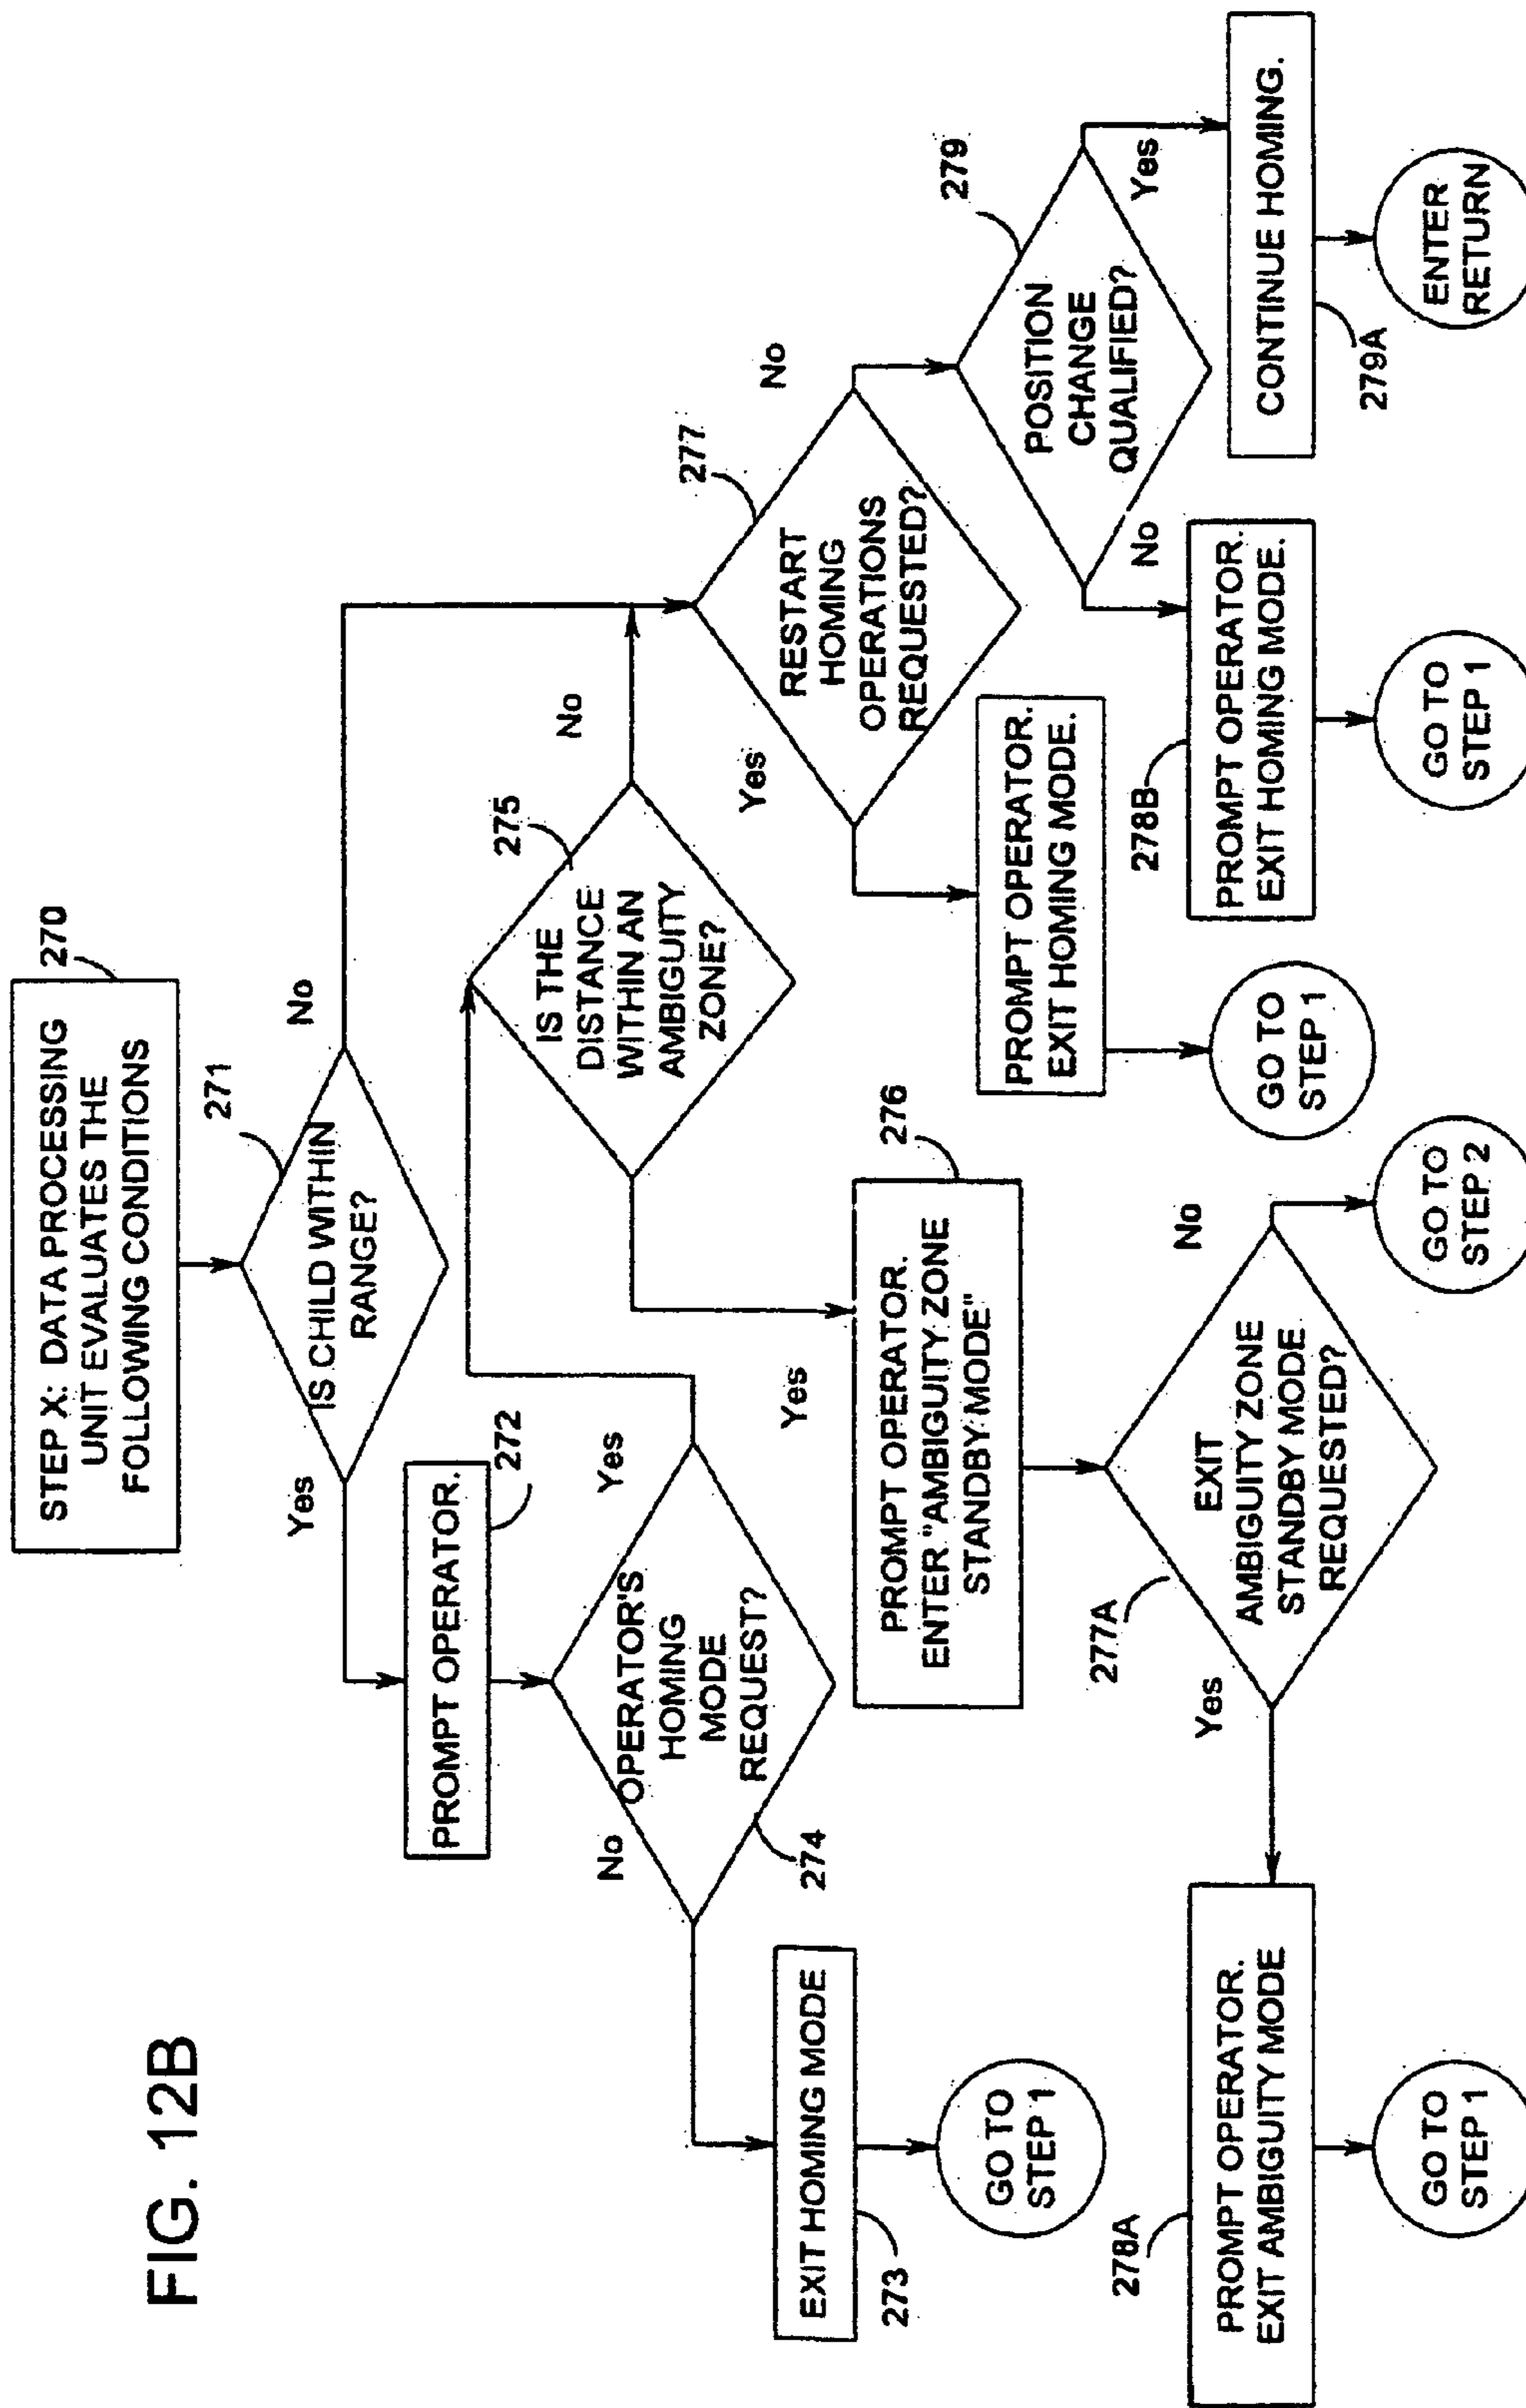 FIG. 12B
STEP X: DATA PROCESSING
UNIT EVALUATES THE
FOLLOWING CONDITIONS
270
271
IS CHILD WITHIN
RANGE?
Yes
No
PROMPT OPERATOR.
272
OPERATOR'S
HOMING
MODE
REQUEST?
274
No
Yes
EXIT HOMING MODE
273
GO TO
STEP 1
IS THE
DISTANCE
WITHIN AN
AMBIGUITY
ZONE?
275
Yes
No
PROMPT OPERATOR.
ENTER "AMBIGUITY ZONE
STANDBY MODE"
276
EXIT
AMBIGUITY ZONE
STANDBY MODE
REQUESTED?
277A
Yes
No
PROMPT OPERATOR.
EXIT AMBIGUITY MODE
278A
GO TO
STEP 1
GO TO
STEP 2
RESTART
HOMING
OPERATIONS
REQUESTED?
277
Yes
No
PROMPT OPERATOR.
EXIT HOMING MODE.
GO TO
STEP 1
POSITION
CHANGE
QUALIFIED?
279
No
Yes
PROMPT OPERATOR.
EXIT HOMING MODE.
278B
GO TO
STEP 1
CONTINUE HOMING.
279A
ENTER
RETURN